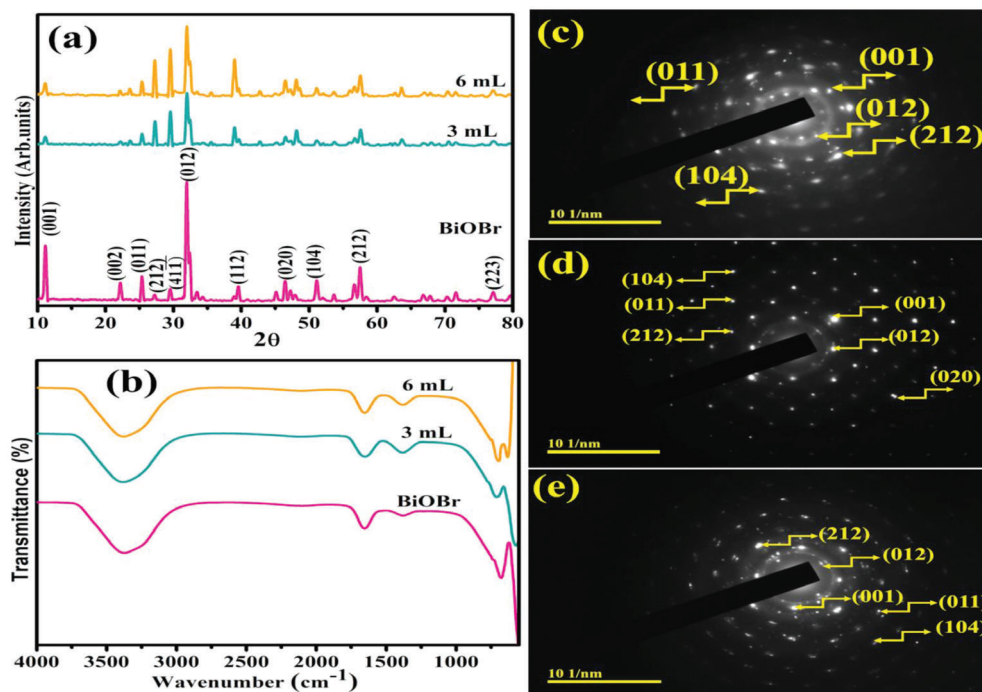 (a)
6 mL
3 mL
BiOBr
(001)
(002)
(011)
(212)
(411)
(012)
(112)
(020)
(104)
(212)
(223)
Intensity (Arb.units)
10 20 30 40 50 60 70 80
2θ
(b)
6 mL
3 mL
BiOBr
Transmittance (%)
4000 3500 3000 2500 2000 1500 1000 500
Wavenumber (cm⁻¹)
(c)
(011)
(001)
(012)
(212)
(104)
10 1/nm
(d)
(104)
(011)
(212)
(001)
(012)
(020)
10 1/nm
(e)
(212)
(012)
(001)
(011)
(104)
10 1/nm